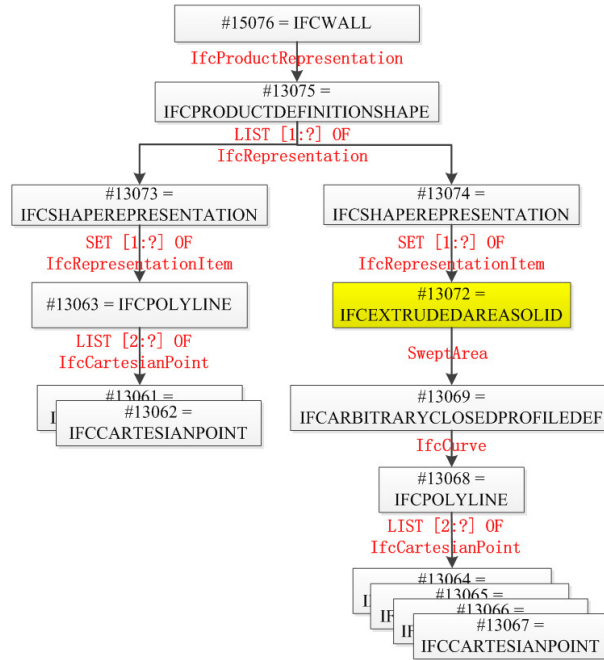 #15076 = IFCWALL
IfcProductRepresentation
#13075 =
IFCPRODUCTDEFINITIONSHAPE
LIST [1:?] OF
IfcRepresentation
#13073 =
IFCSHAPEREPRESENTATION
#13074 =
IFCSHAPEREPRESENTATION
SET [1:?] OF
IfcRepresentationItem
SET [1:?] OF
IfcRepresentationItem
#13063 = IFCPOLYLINE
#13072 =
IFCEXTRUDEDAREASOLID
LIST [2:?] OF
IfcCartesianPoint
SweptArea
#13061 =
#13062 =
IFCCARTESIANPOINT
#13069 =
IFCARBITRARYCLOSEDPROFILEDEF
IfcCurve
#13068 =
IFCPOLYLINE
LIST [2:?] OF
IfcCartesianPoint
#13064 =
#13065 =
#13066 =
#13067 =
IFCCARTESIANPOINT